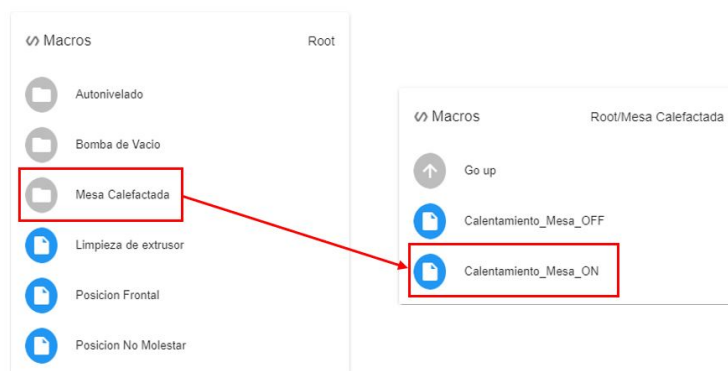 Macros
Root
Autonivelado
Bomba de Vacio
Mesa Calefactada
Limpieza de extrusor
Posicion Frontal
Posicion No Molestar
Macros
Root/Mesa Calefactada
Go up
Calentamiento_Mesa_OFF
Calentamiento_Mesa_ON